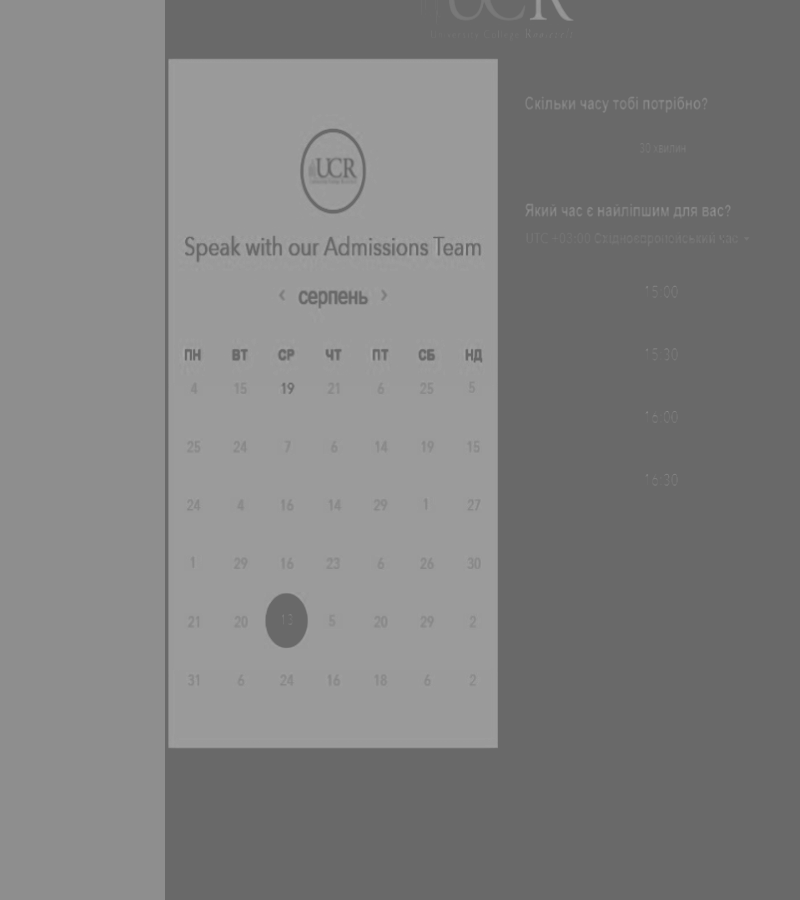 UCR
University College Roosevelt
UCR
Speak with our Admissions Team
‹ серпень ›
ПН ВТ СР ЧТ ПТ СБ НД
4 15 19 21 6 25 5
25 24 7 6 14 19 15
24 4 16 14 29 1 27
1 29 16 23 6 26 30
21 20 13 5 20 29 2
31 6 24 16 18 6 2
Скільки часу тобі потрібно?
30 хвилин
Який час є найліпшим для вас?
UTC +03:00 Східноєвропейський час
15:00
15:30
16:00
16:30